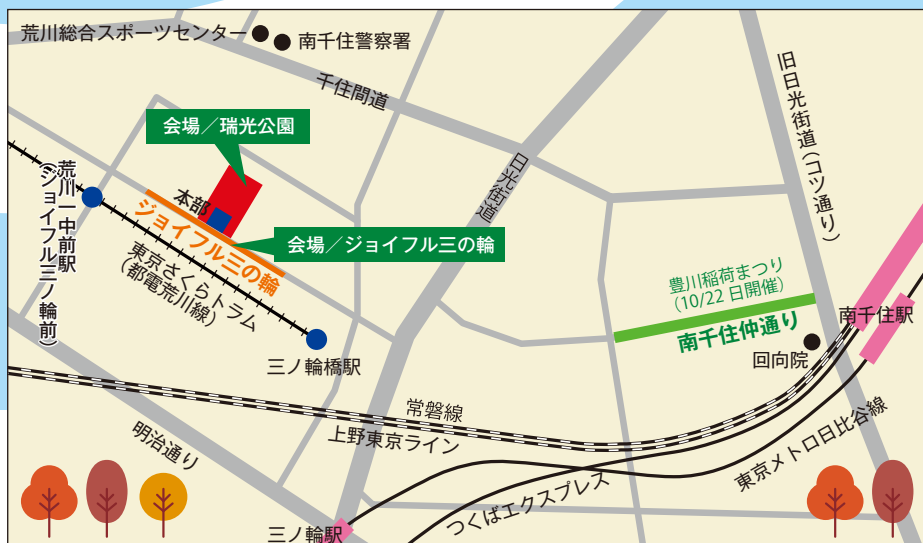 荒川総合スポーツセンター
南千住警察署
千住間道
旧日光街道(コツ通り)
会場／瑞光公園
日光街道
荒川一中前駅
(ジョイフル三ノ輪前)
本部
ジョイフル三の輪
会場／ジョイフル三の輪
東京さくらトラム
(都電荒川線)
豊川稲荷まつり
(10/22 日開催)
南千住仲通り
南千住駅
回向院
三ノ輪橋駅
常磐線
上野東京ライン
明治通り
東京メトロ日比谷線
つくばエクスプレス
三ノ輪駅